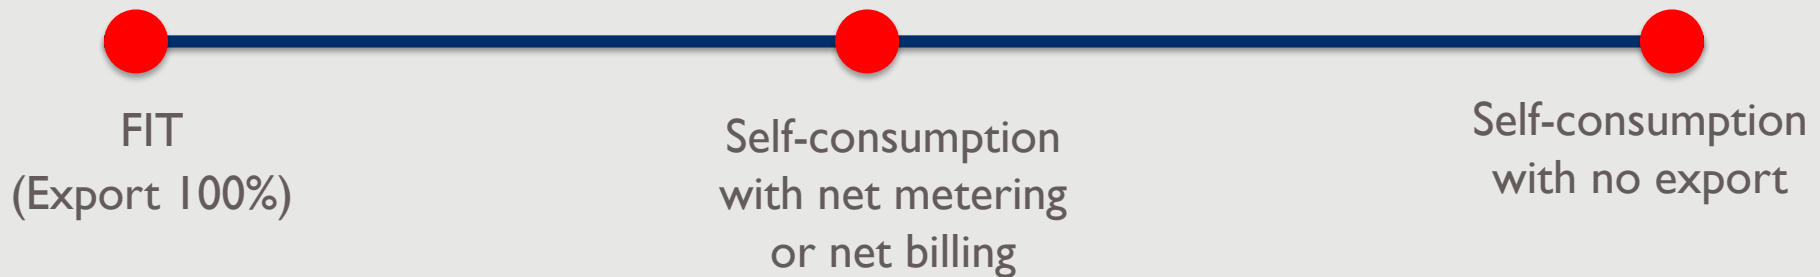 FIT
(Export 100%)
Self-consumption
with net metering
or net billing
Self-consumption
with no export